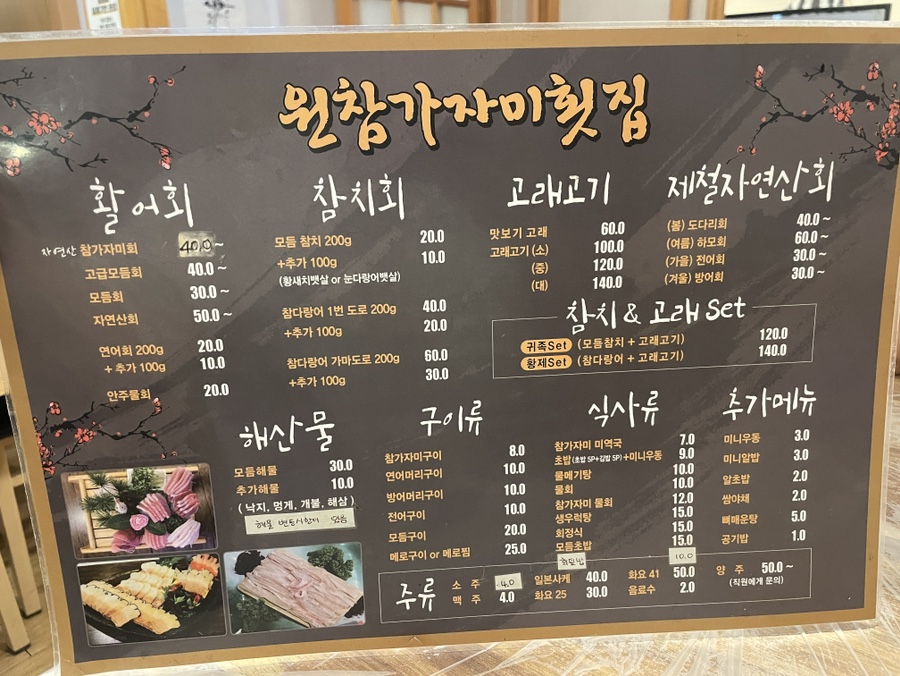 원참가자미횟집
활어회
자연산 참가자미회 40.0~
고급모듬회 40.0~
모듬회 30.0~
자연산회 50.0~
연어회 200g 20.0
+ 추가 100g 10.0
안주물회 20.0
참치회
모듬 참치 200g 20.0
+추가 100g 10.0
(황새치뱃살 or 눈다랑어뱃살)
참다랑어 1번 도로 200g 40.0
+추가 100g 20.0
참다랑어 가마도로 200g 60.0
+추가 100g 30.0
고래고기
맛보기 고래 60.0
고래고기 (소) 100.0
(중) 120.0
(대) 140.0
제철자연산회
(봄) 도다리회 40.0~
(여름) 하모회 60.0~
(가을) 전어회 30.0~
(겨울) 방어회 30.0~
참치 & 고래 Set
귀족Set (모듬참치 + 고래고기) 120.0
황제Set (참다랑어 + 고래고기) 140.0
해산물
모듬해물 30.0
추가해물 10.0
( 낙지, 멍게, 개불, 해삼 )
구이류
참가자미구이 8.0
연어머리구이 10.0
방어머리구이 10.0
전어구이 10.0
모듬구이 20.0
메로구이 or 메로찜 25.0
식사류
참가자미 미역국 7.0
초밥(초밥 5P+김밥 5P)+미니우동 9.0
물메기탕 10.0
물회 10.0
참가자미 물회 12.0
생우럭탕 15.0
회정식 15.0
모듬초밥 15.0
회덮밥 10.0
추가메뉴
미니우동 3.0
미니알밥 3.0
알초밥 2.0
쌈야채 2.0
뼈매운탕 5.0
공기밥 1.0
주류
소 주 4.0
맥 주 4.0
일본사케 40.0
화요 25 30.0
화요 41 50.0
음료수 2.0
양 주 50.0~
(직원에게 문의)